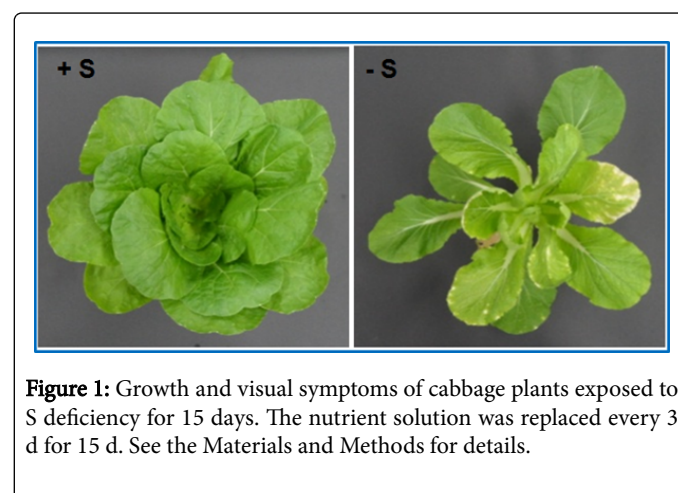 + S
- S
Figure 1: Growth and visual symptoms of cabbage plants exposed to
S deficiency for 15 days. The nutrient solution was replaced every 3
d for 15 d. See the Materials and Methods for details.